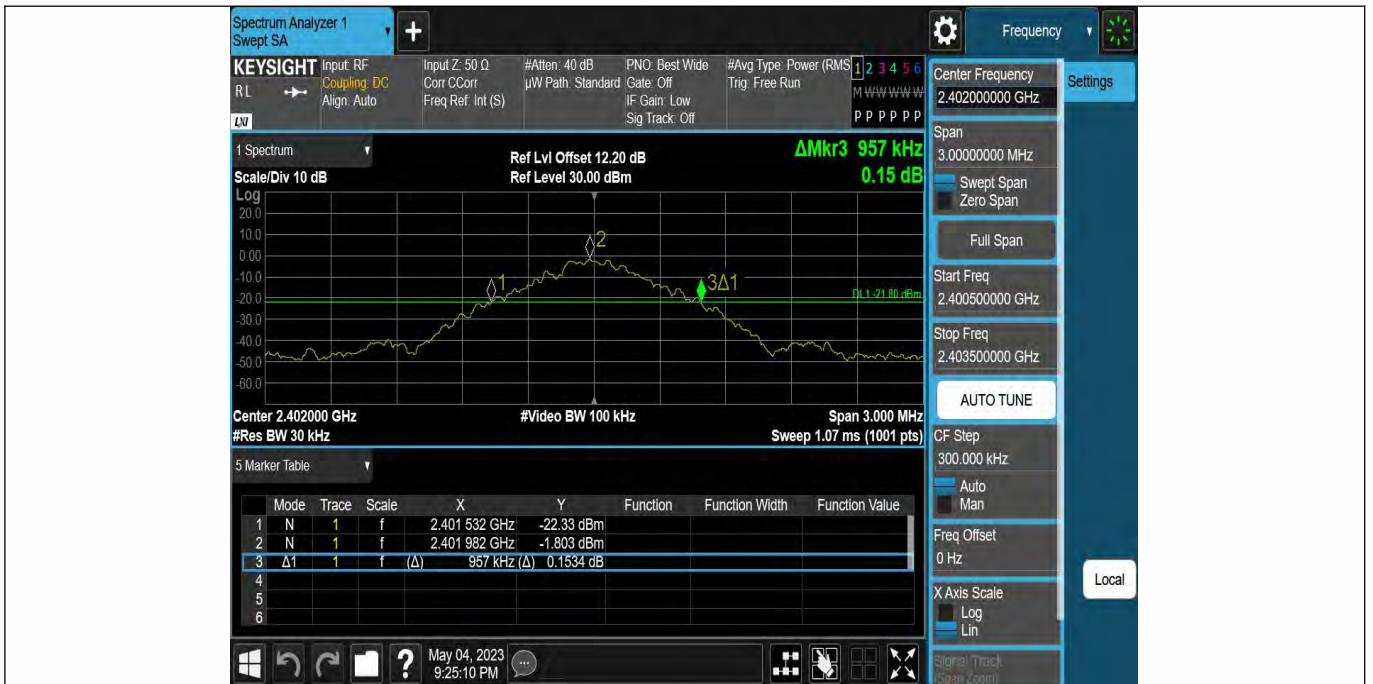 Spectrum Analyzer 1
Swept SA
+
Frequency
KEYSIGHT
RL
LXI
Input: RF
Coupling: DC
Align: Auto
Input Z: 50 Ω
Corr CCorr
Freq Ref: Int (S)
#Atten: 40 dB
µW Path: Standard
PNO: Best Wide
Gate: Off
IF Gain: Low
Sig Track: Off
#Avg Type: Power (RMS
Trig: Free Run
1 2 3 4 5 6
M W W W W W
P P P P P P
1 Spectrum
Scale/Div 10 dB
Ref Lvl Offset 12.20 dB
Ref Level 30.00 dBm
ΔMkr3 957 kHz
0.15 dB
Log
20.0
10.0
0.00
-10.0
-20.0
-30.0
-40.0
-50.0
-60.0
1
2
3Δ1
DL1 -21.80 dBm
Center 2.402000 GHz
#Video BW 100 kHz
Span 3.000 MHz
#Res BW 30 kHz
Sweep 1.07 ms (1001 pts)
5 Marker Table
Mode Trace Scale X Y Function Function Width Function Value
1 N 1 f 2.401 532 GHz -22.33 dBm
2 N 1 f 2.401 982 GHz -1.803 dBm
3 Δ1 1 f (Δ) 957 kHz (Δ) 0.1534 dB
4
5
6
?
May 04, 2023
9:25:10 PM
Center Frequency
2.402000000 GHz
Settings
Span
3.00000000 MHz
Swept Span
Zero Span
Full Span
Start Freq
2.400500000 GHz
Stop Freq
2.403500000 GHz
AUTO TUNE
CF Step
300.000 kHz
Auto
Man
Freq Offset
0 Hz
X Axis Scale
Log
Lin
Signal Track
(Span Zoom)
Local